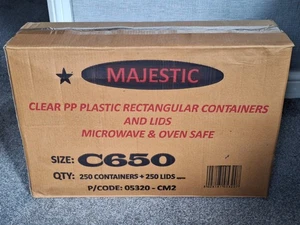 MAJESTIC
CLEAR PP PLASTIC RECTANGULAR CONTAINERS
AND LIDS
MICROWAVE & OVEN SAFE
SIZE: C650
QTY: 250 CONTAINERS + 250 LIDS
P/CODE: 05320 - CM2